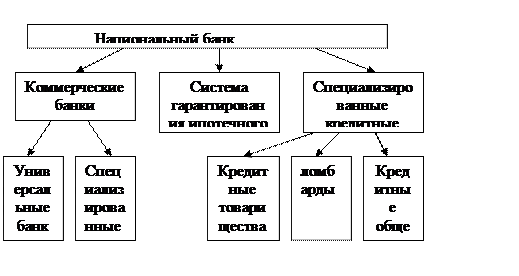 Национальный банк
Коммерческие
банки
Система
гарантирован
ия ипотечного
Специализиро
ванные
кредитные
Унив
ерсал
ьные
банк
Спец
иализ
ирова
нные
Кредит
ные
товари
щества
ломб
арды
Кред
итны
е
обще